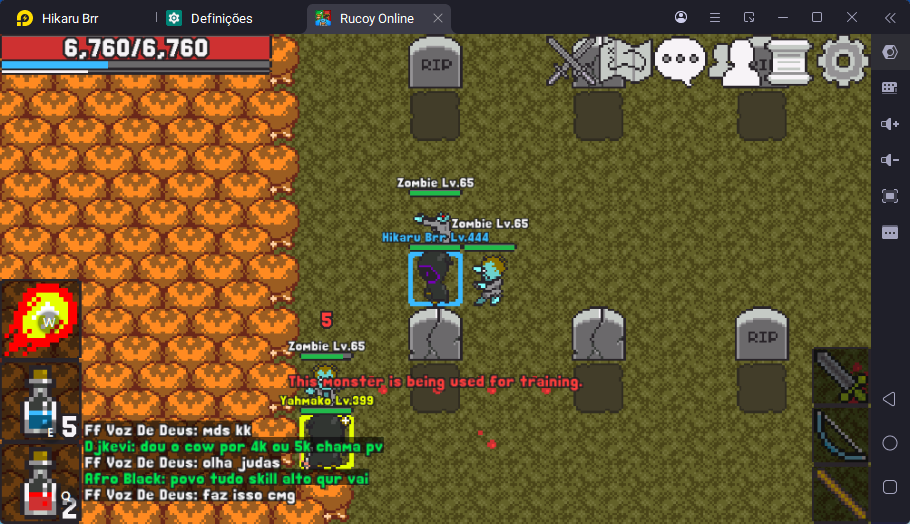 Hikaru Brr
Definições
Rucoy Online
6,760/6,760
RIP
Zombie Lv.65
Zombie Lv.65
Hikaru Brr Lv.444
W
5
Zombie Lv.65
RIP
This monster is being used for training.
Yahmako Lv.399
E
5
Ff Voz De Deus: mds kk
Djkevi: dou o cow por 4k ou 5k chama pv
Ff Voz De Deus: olha judas
Afro Black: povo tudo skill alto qur vai
Ff Voz De Deus: faz isso cmg
Q
2